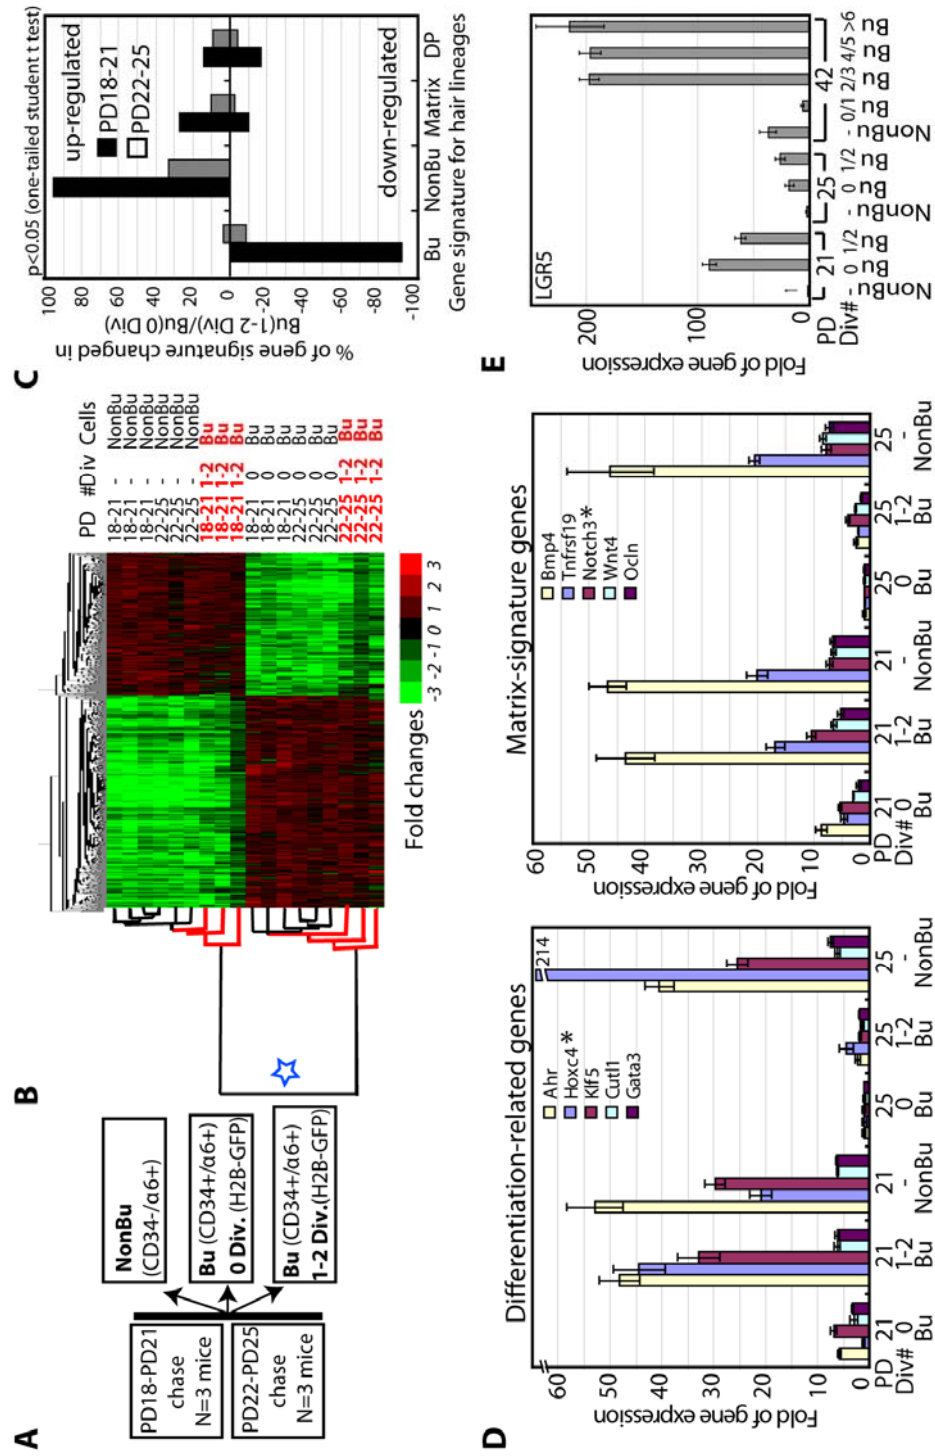 A
PD18-PD21
chase
N=3 mice
PD22-PD25
chase
N=3 mice
NonBu
(CD34-/α6+)
Bu (CD34+/α6+)
0 Div. (H2B-GFP)
Bu (CD34+/α6+)
1-2 Div.(H2B-GFP)
B
PD #Div Cells
18-21 - NonBu
18-21 - NonBu
18-21 - NonBu
22-25 - NonBu
22-25 - NonBu
22-25 - NonBu
18-21 1-2 Bu
18-21 1-2 Bu
18-21 1-2 Bu
18-21 0 Bu
18-21 0 Bu
18-21 0 Bu
22-25 0 Bu
22-25 0 Bu
22-25 0 Bu
22-25 1-2 Bu
22-25 1-2 Bu
22-25 1-2 Bu
-3 -2 -1 0 1 2 3
Fold changes
C
p<0.05 (one-tailed student t test)
up-regulated
PD18-21
PD22-25
down-regulated
100
80
60
40
20
0
-20
-40
-60
-80
-100
% of gene signature changed in
Bu(1-2 Div)/Bu(0 Div)
Bu NonBu Matrix DP
Gene signature for hair lineages
D
Differentiation-related genes
Ahr
Hoxc4*
Klf5
Cutl1
Gata3
214
60
50
40
30
20
10
0
Fold of gene expression
PD 21 21 21 25 25 25
Div# 0 1-2 - 0 1-2 -
Bu Bu NonBu Bu Bu NonBu
Matrix-signature genes
Bmp4
Tnfrsf19
Notch3*
Wnt4
Ocln
60
50
40
30
20
10
0
Fold of gene expression
PD 21 21 21 25 25 25
Div# 0 1-2 - 0 1-2 -
Bu Bu NonBu Bu Bu NonBu
E
LGR5
200
100
0
Fold of gene expression
PD 21 25 42
Div# - 0 1/2 - 0 1/2 - 0/1 2/3 4/5 >6
NonBu Bu Bu NonBu Bu Bu NonBu Bu Bu Bu Bu